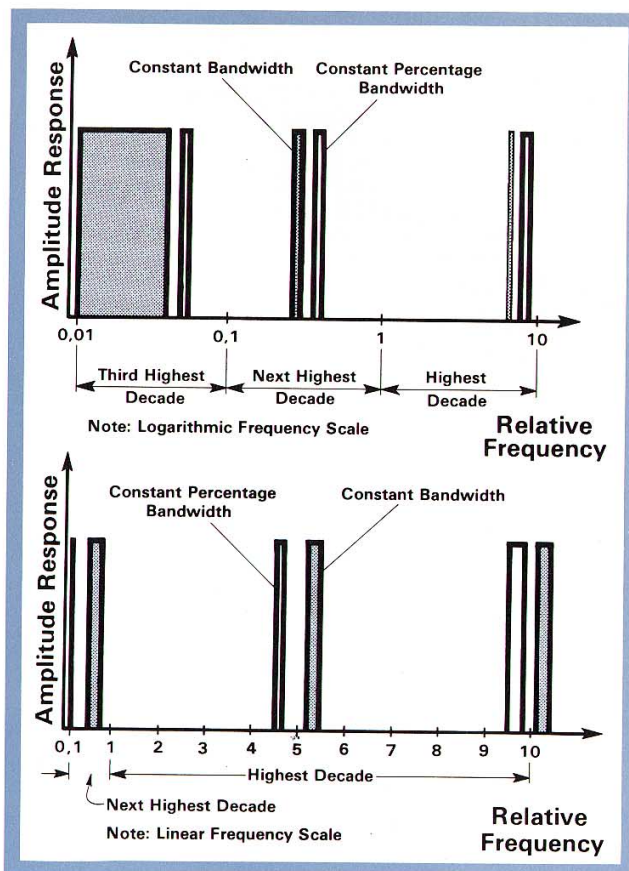 Amplitude Response
Constant Bandwidth
Constant Percentage
Bandwidth
0,01
0,1
1
10
Third Highest
Decade
Next Highest
Decade
Highest
Decade
Note: Logarithmic Frequency Scale
Relative
Frequency
Amplitude Response
Constant Percentage
Bandwidth
Constant Bandwidth
0,1
1
2
3
4
5
6
7
8
9
10
Highest Decade
Next Highest Decade
Note: Linear Frequency Scale
Relative
Frequency